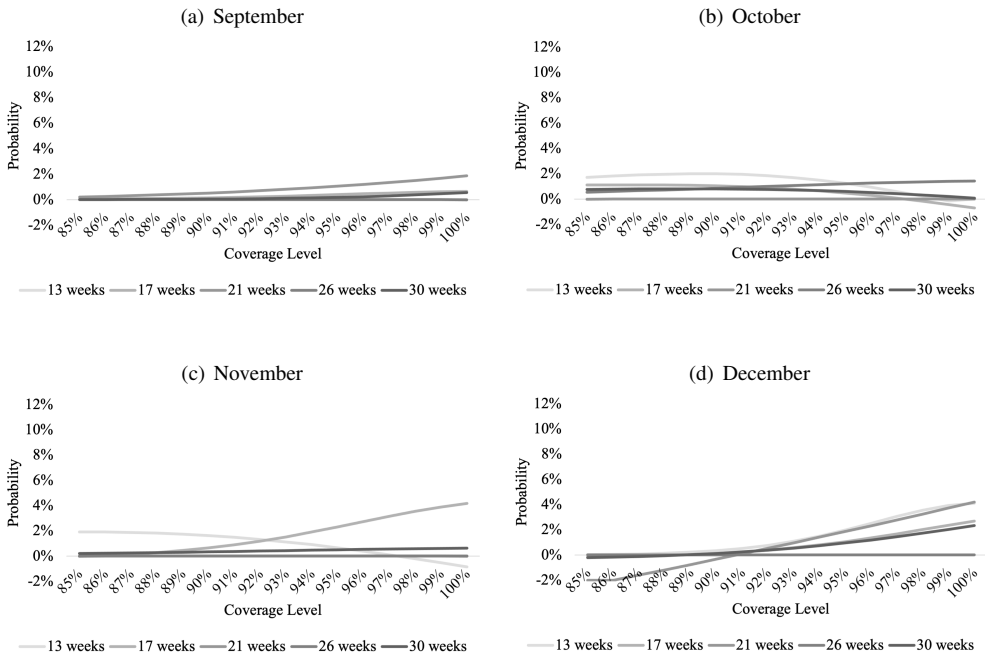 (a) September
12%
10%
8%
6%
4%
2%
0%
-2%
Probability
85% 86% 87% 88% 89% 90% 91% 92% 93% 94% 95% 96% 97% 98% 99% 100%
Coverage Level
13 weeks 17 weeks 21 weeks 26 weeks 30 weeks
(b) October
12%
10%
8%
6%
4%
2%
0%
-2%
Probability
85% 86% 87% 88% 89% 90% 91% 92% 93% 94% 95% 96% 97% 98% 99% 100%
Coverage Level
13 weeks 17 weeks 21 weeks 26 weeks 30 weeks
(c) November
12%
10%
8%
6%
4%
2%
0%
-2%
Probability
85% 86% 87% 88% 89% 90% 91% 92% 93% 94% 95% 96% 97% 98% 99% 100%
Coverage Level
13 weeks 17 weeks 21 weeks 26 weeks 30 weeks
(d) December
12%
10%
8%
6%
4%
2%
0%
-2%
Probability
85% 86% 87% 88% 89% 90% 91% 92% 93% 94% 95% 96% 97% 98% 99% 100%
Coverage Level
13 weeks 17 weeks 21 weeks 26 weeks 30 weeks